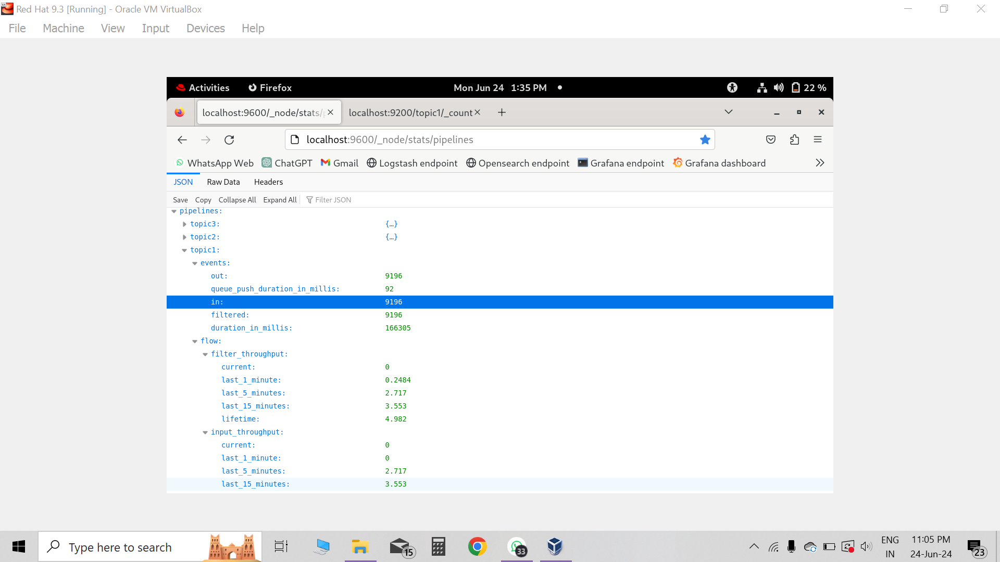 Red Hat 9.3 [Running] - Oracle VM VirtualBox
File Machine View Input Devices Help
Activities Firefox Mon Jun 24 1:35 PM 22 %
localhost:9600/_node/stats/p localhost:9200/topic1/_count
localhost:9600/_node/stats/pipelines
WhatsApp Web ChatGPT Gmail Logstash endpoint Opensearch endpoint Grafana endpoint Grafana dashboard
JSON Raw Data Headers
Save Copy Collapse All Expand All Filter JSON
pipelines:
topic3: {…}
topic2: {…}
topic1:
events:
out: 9196
queue_push_duration_in_millis: 92
in: 9196
filtered: 9196
duration_in_millis: 166305
flow:
filter_throughput:
current: 0
last_1_minute: 0.2484
last_5_minutes: 2.717
last_15_minutes: 3.553
lifetime: 4.982
input_throughput:
current: 0
last_1_minute: 0
last_5_minutes: 2.717
last_15_minutes: 3.553
Type here to search 15 33 ENG 11:05 PM
IN 24-Jun-24 23